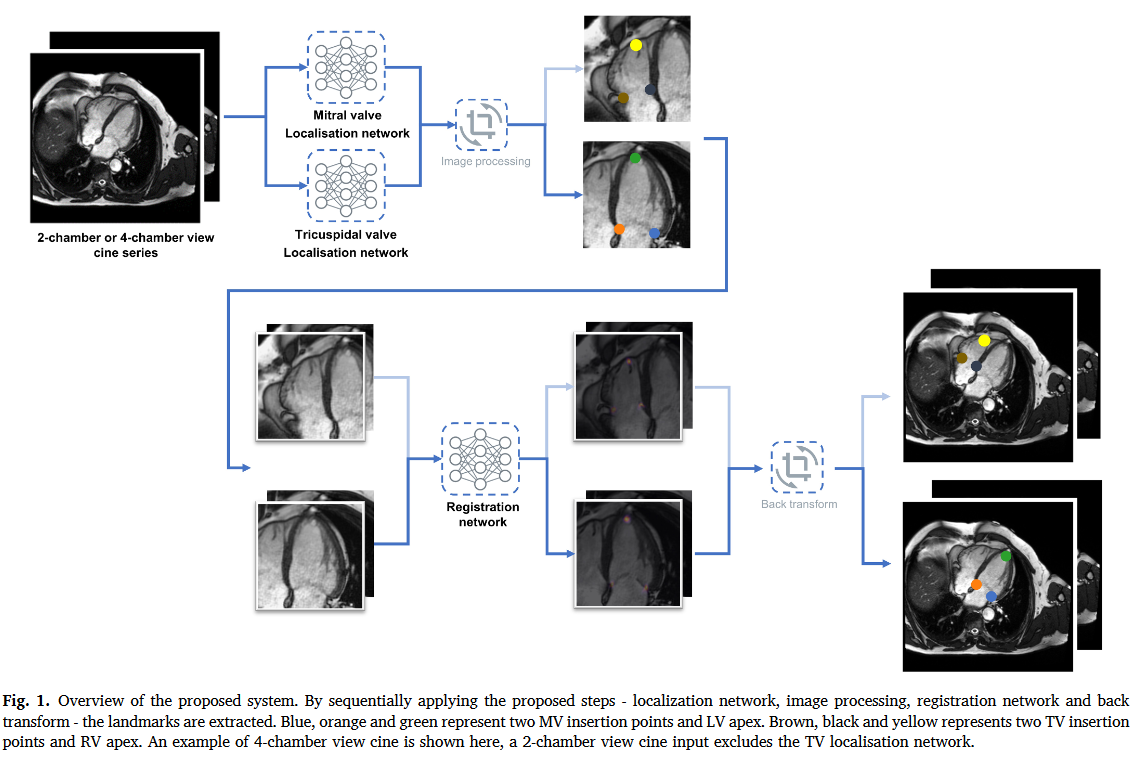 Mitral valve
Localisation network
Image processing
Tricuspidal valve
Localisation network
2-chamber or 4-chamber view
cine series
Registration
network
Back transform
Fig. 1. Overview of the proposed system. By sequentially applying the proposed steps - localization network, image processing, registration network and back
transform - the landmarks are extracted. Blue, orange and green represent two MV insertion points and LV apex. Brown, black and yellow represents two TV insertion
points and RV apex. An example of 4-chamber view cine is shown here, a 2-chamber view cine input excludes the TV localisation network.